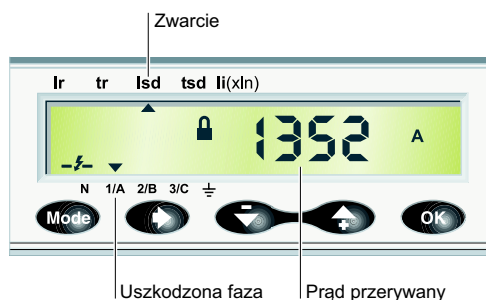 Zwarcie
Ir tr Isd tsd Ii(xIn)
1352 A
N 1/A 2/B 3/C
Mode - + OK
Uszkodzona faza Prąd przerywany